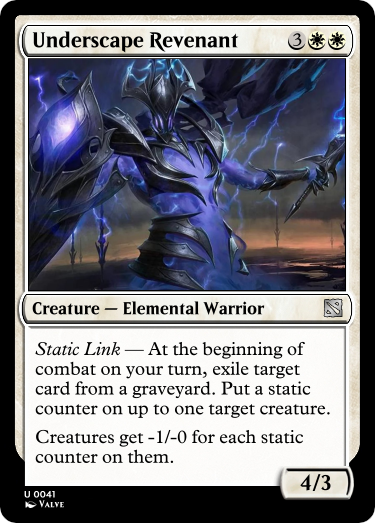 Underscape Revenant 3
Creature — Elemental Warrior
Static Link — At the beginning of
combat on your turn, exile target
card from a graveyard. Put a static
counter on up to one target creature.
Creatures get -1/-0 for each static
counter on them.
4/3
U 0041
Valve